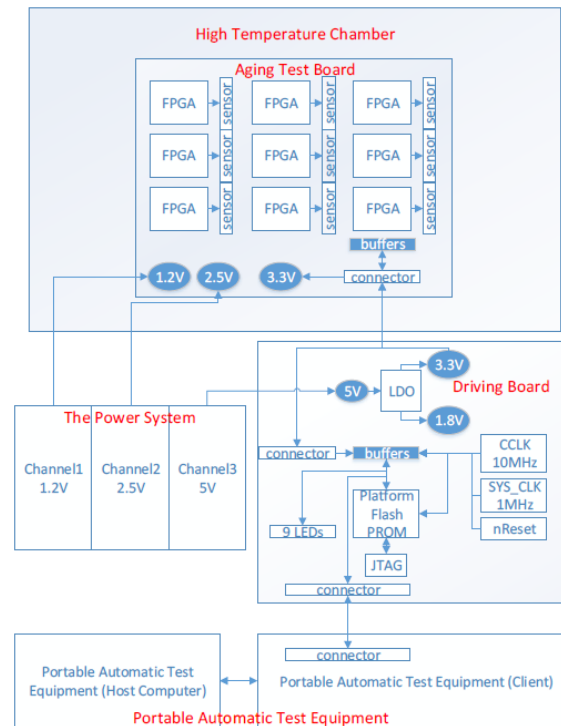 High Temperature Chamber
Aging Test Board
FPGA sensor FPGA sensor FPGA sensor
FPGA sensor FPGA sensor FPGA sensor
FPGA sensor FPGA sensor FPGA sensor
buffers
1.2V 2.5V 3.3V connector
3.3V
5V LDO Driving Board
1.8V
The Power System
Channel1 Channel2 Channel3
1.2V 2.5V 5V
connector buffers
CCLK
10MHz
SYS_CLK
1MHz
nReset
Platform
Flash
PROM
9 LEDs
JTAG
connector
connector
Portable Automatic Test
Equipment (Host Computer)
Portable Automatic Test Equipment (Client)
Portable Automatic Test Equipment